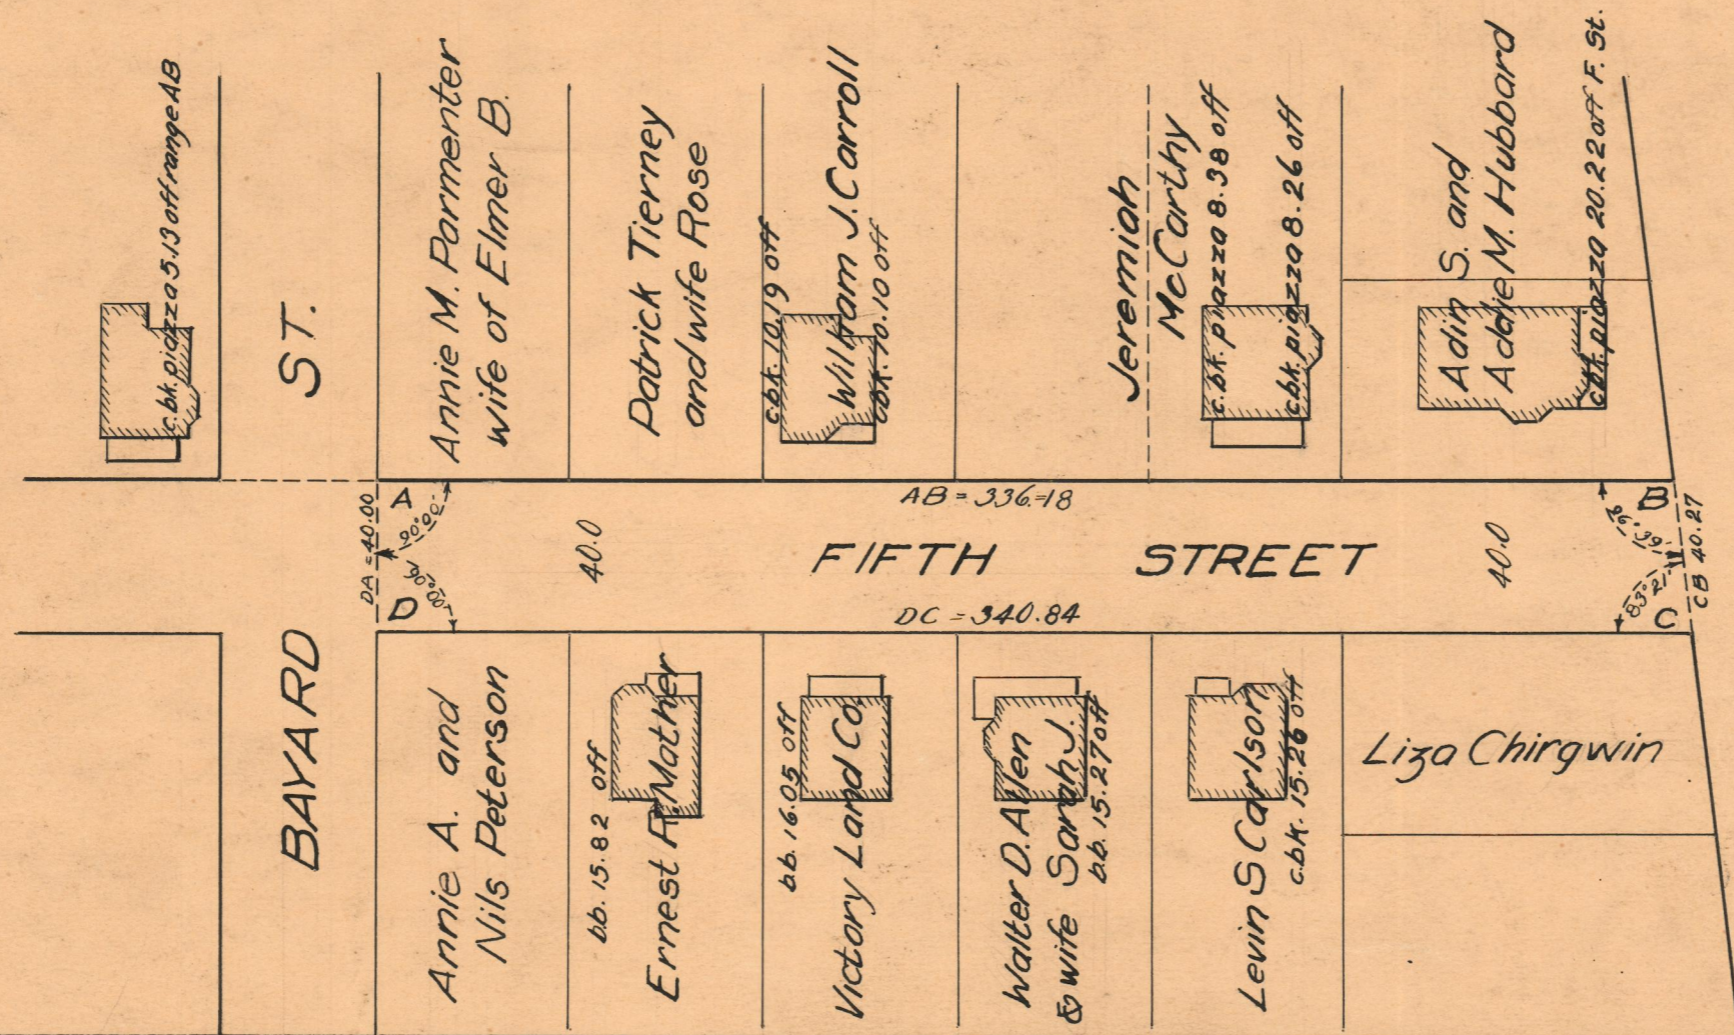 c.bk. piazza 5.13 off range AB
ST.
Annie M. Parmenter
wife of Elmer B.
Patrick Tierney
and wife Rose
c.bk. 10.19 off
William J. Carroll
c.bk. 10.10 off
Jeremiah
McCarthy
c.bk. piazza 8.38 off
c.bk. piazza 8.26 off
Adin S. and
Addie M. Hubbard
c.bk. piazza 20.22 off F. St.
A
90°00'
AB = 336.18
B
96°39'
DA = 40.00
40.0
FIFTH STREET
40.0
CB 40.27
D
90°00'
DC = 340.84
83°21'
C
BAYARD
Annie A. and
Nils Peterson
b.b. 15.82 off
Ernest R. Mather
b.b. 16.05 off
Victory Land Co.
Walter D. Allen
& wife Sarah J.
b.b. 15.27 off
Levin S Carlson
c.bk. 15.26 off
Liza Chirgwin